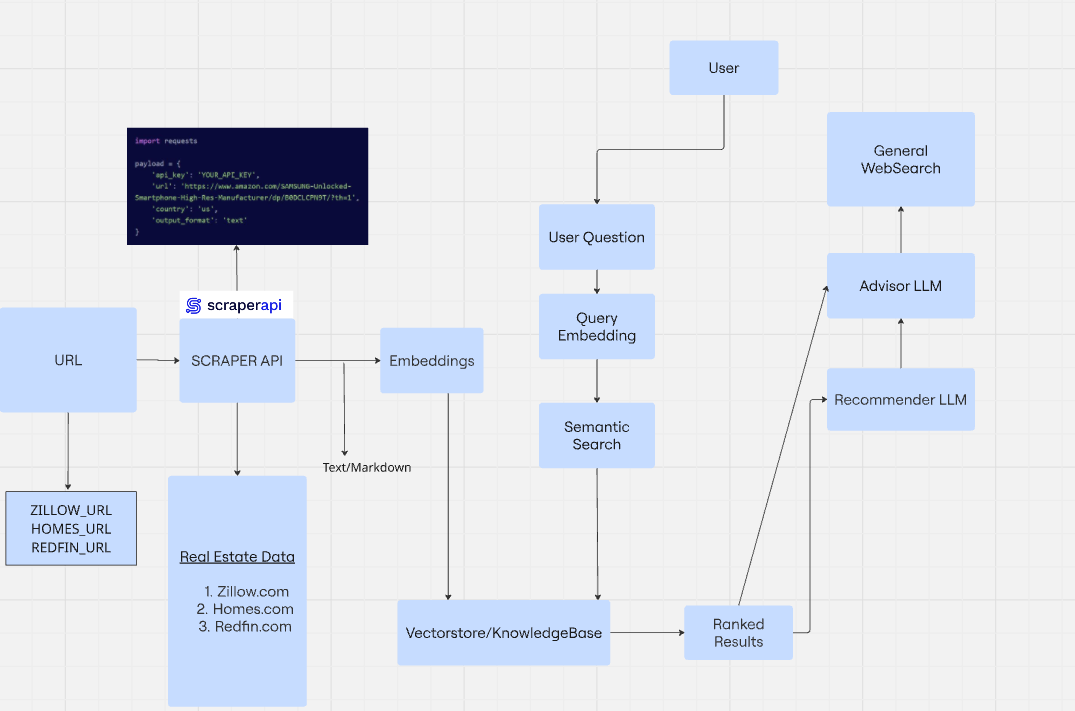 User
General
WebSearch
import requests
payload = {
'api_key': 'YOUR_API_KEY',
'url': 'https://www.amazon.com/SAMSUNG-Unlocked-
Smartphone-High-Res-Manufacturer/dp/B0DCLCPN9T/?th=1',
'country': 'us',
'output_format': 'text'
}
User Question
Advisor LLM
scraperapi
Query
Embedding
URL
SCRAPER API
Embeddings
Recommender LLM
Semantic
Search
Text/Markdown
ZILLOW_URL
HOMES_URL
REDFIN_URL
Real Estate Data
1. Zillow.com
2. Homes.com
3. Redfin.com
Vectorstore/KnowledgeBase
Ranked
Results